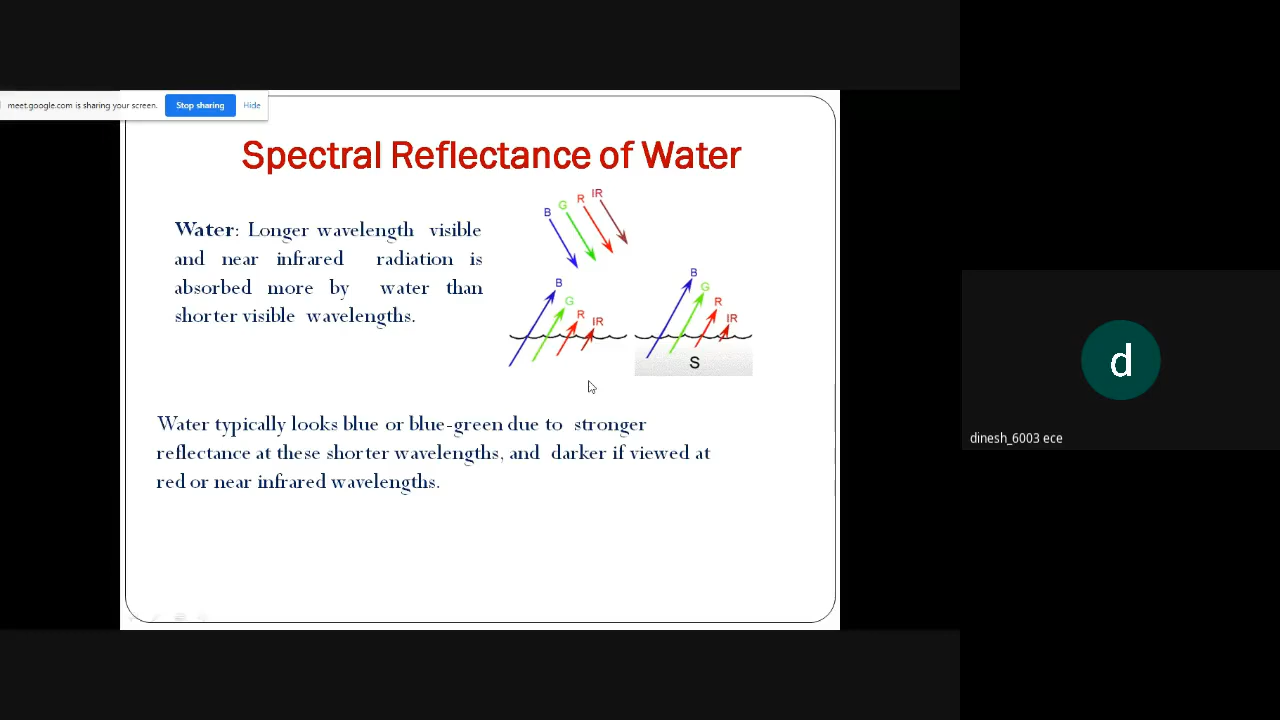 meet.google.com is sharing your screen.
Stop sharing
Hide
Spectral Reflectance of Water
Water: Longer wavelength visible
and near infrared radiation is
absorbed more by water than
shorter visible wavelengths.
B G R IR
B G R IR
B G R IR
S
Water typically looks blue or blue-green due to stronger
reflectance at these shorter wavelengths, and darker if viewed at
red or near infrared wavelengths.
d
dinesh_6003 ece